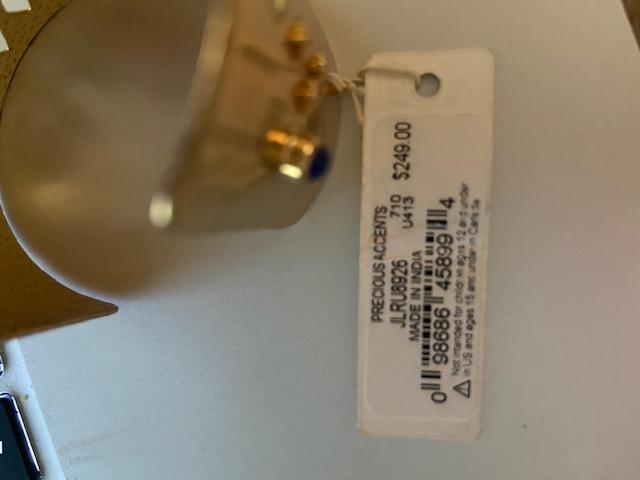 PRECIOUS ACCENTS
JLRU8926 710 $249.00
MADE IN INDIA U413
0 98686 45899 4
Not intended for children ages 12 and under
in US and ages 15 and under in